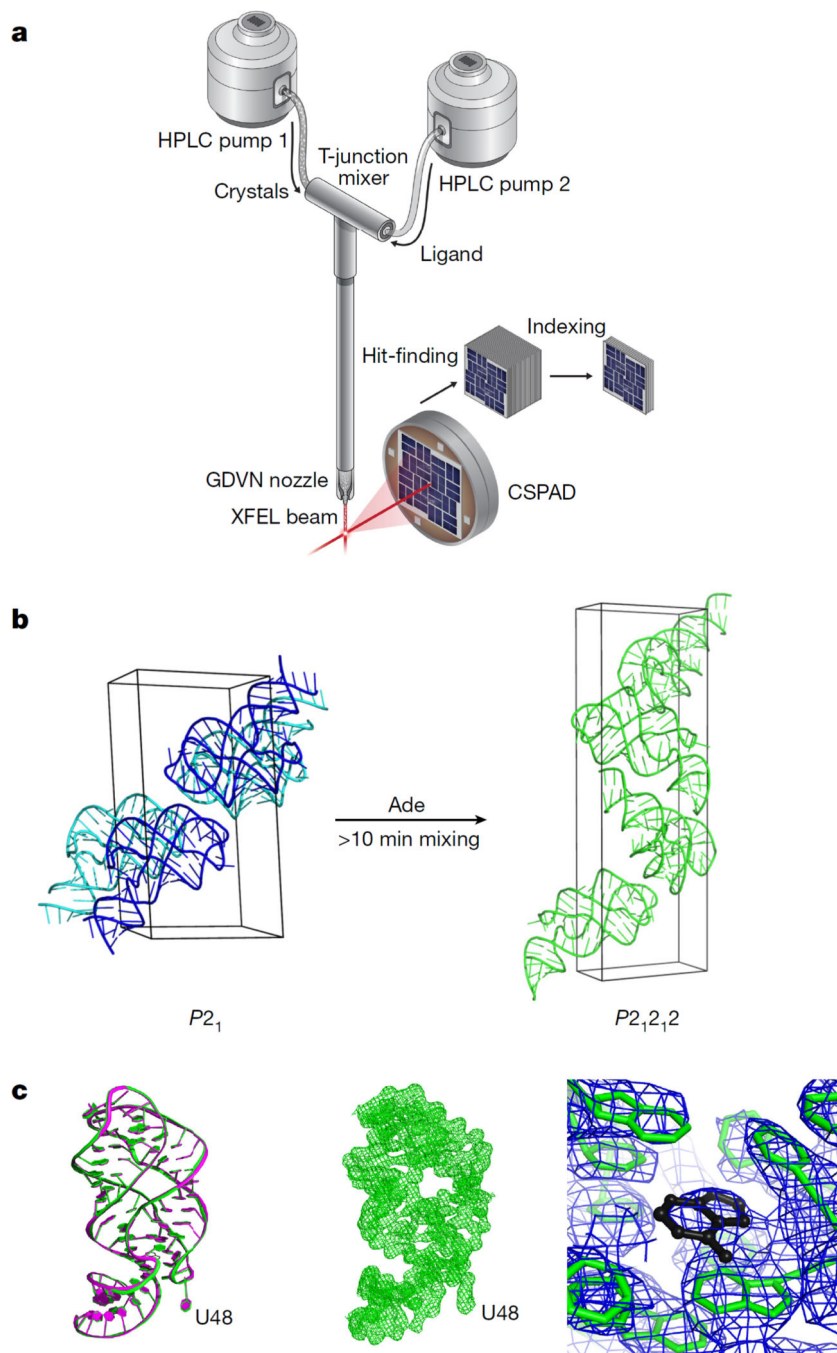 a
HPLC pump 1
T-junction
mixer
HPLC pump 2
Crystals
Ligand
Indexing
Hit-finding
GDVN nozzle
CSPAD
XFEL beam
b
Ade
>10 min mixing
P2₁
P2₁2₁2
c
U48
U48